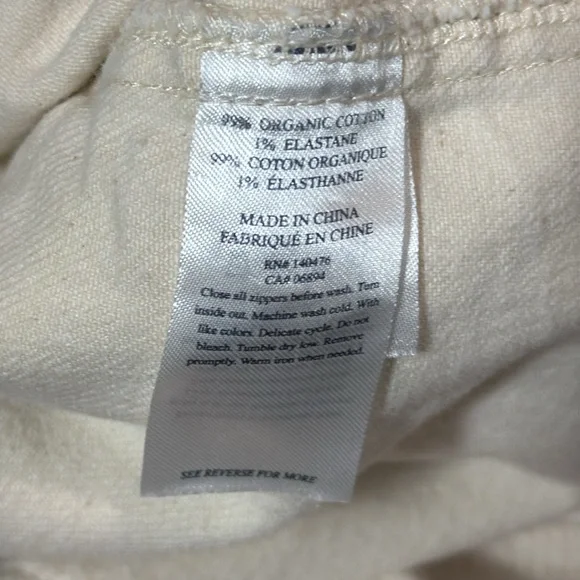 99% ORGANIC COTTON
1% ELASTANE
99% COTON ORGANIQUE
1% ÉLASTHANNE
MADE IN CHINA
FABRIQUÉ EN CHINE
RN# 140476
CA# 06894
Close all zippers before wash. Turn
inside out. Machine wash cold. With
like colors. Delicate cycle. Do not
bleach. Tumble dry low. Remove
promptly. Warm iron when needed.
SEE REVERSE FOR MORE